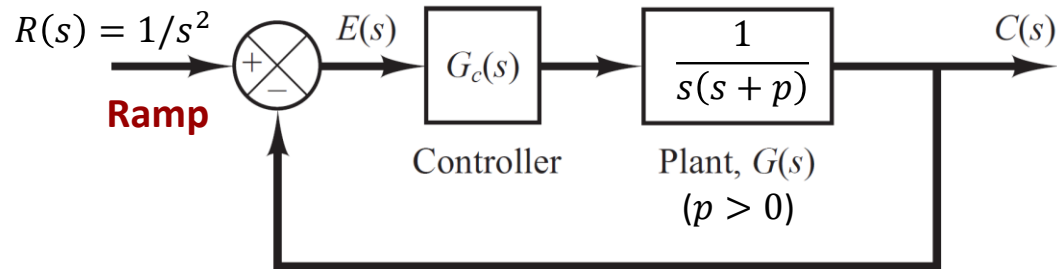 R(s) = 1/s²
Ramp
+
−
E(s)
G_c(s)
Controller
1
s(s + p)
Plant, G(s)
(p > 0)
C(s)